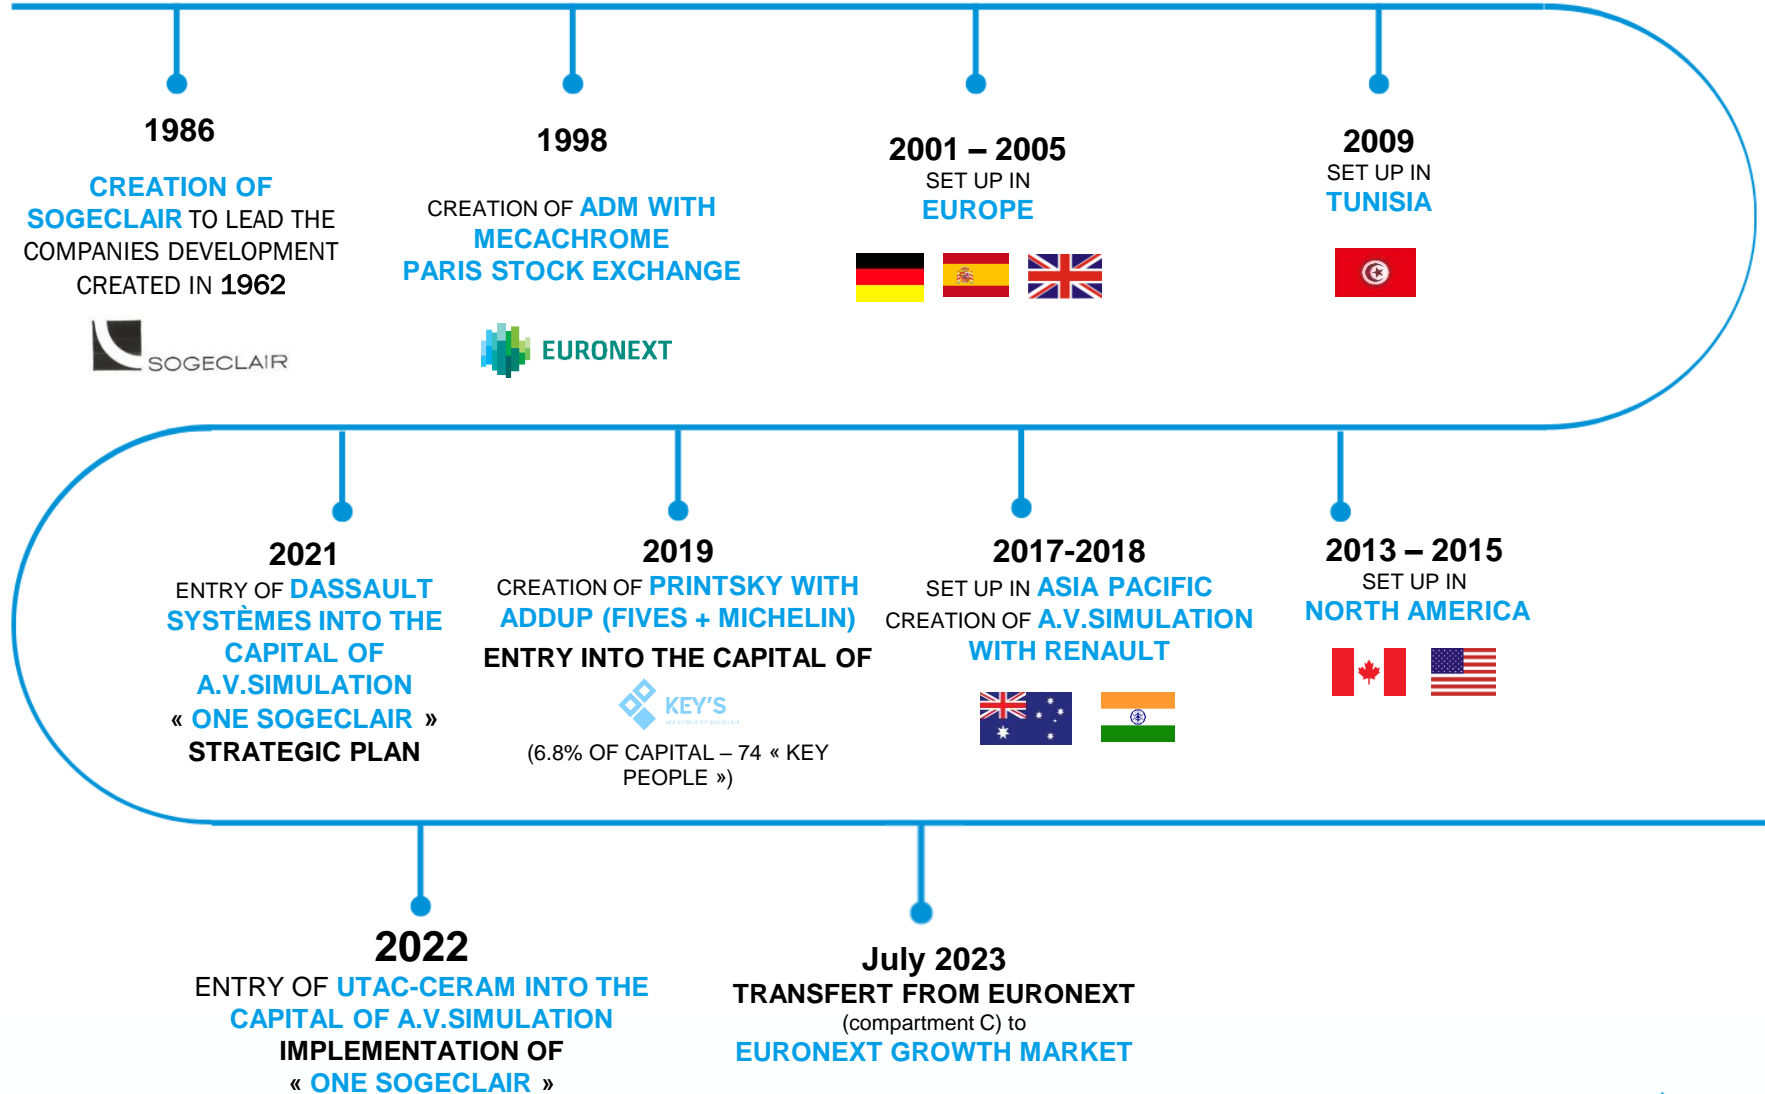 1986
CREATION OF
SOGECLAIR TO LEAD THE
COMPANIES DEVELOPMENT
CREATED IN 1962
SOGECLAIR
1998
CREATION OF ADM WITH
MECACHROME
PARIS STOCK EXCHANGE
EURONEXT
2001 – 2005
SET UP IN
EUROPE
2009
SET UP IN
TUNISIA
2013 – 2015
SET UP IN
NORTH AMERICA
2017-2018
SET UP IN ASIA PACIFIC
CREATION OF A.V.SIMULATION
WITH RENAULT
2019
CREATION OF PRINTSKY WITH
ADDUP (FIVES + MICHELIN)
ENTRY INTO THE CAPITAL OF
KEY'S
KEY PEOPLE OF SOGECLAIR
(6.8% OF CAPITAL – 74 « KEY
PEOPLE »)
2021
ENTRY OF DASSAULT
SYSTÈMES INTO THE
CAPITAL OF
A.V.SIMULATION
« ONE SOGECLAIR »
STRATEGIC PLAN
2022
ENTRY OF UTAC-CERAM INTO THE
CAPITAL OF A.V.SIMULATION
IMPLEMENTATION OF
« ONE SOGECLAIR »
July 2023
TRANSFERT FROM EURONEXT
(compartment C) to
EURONEXT GROWTH MARKET